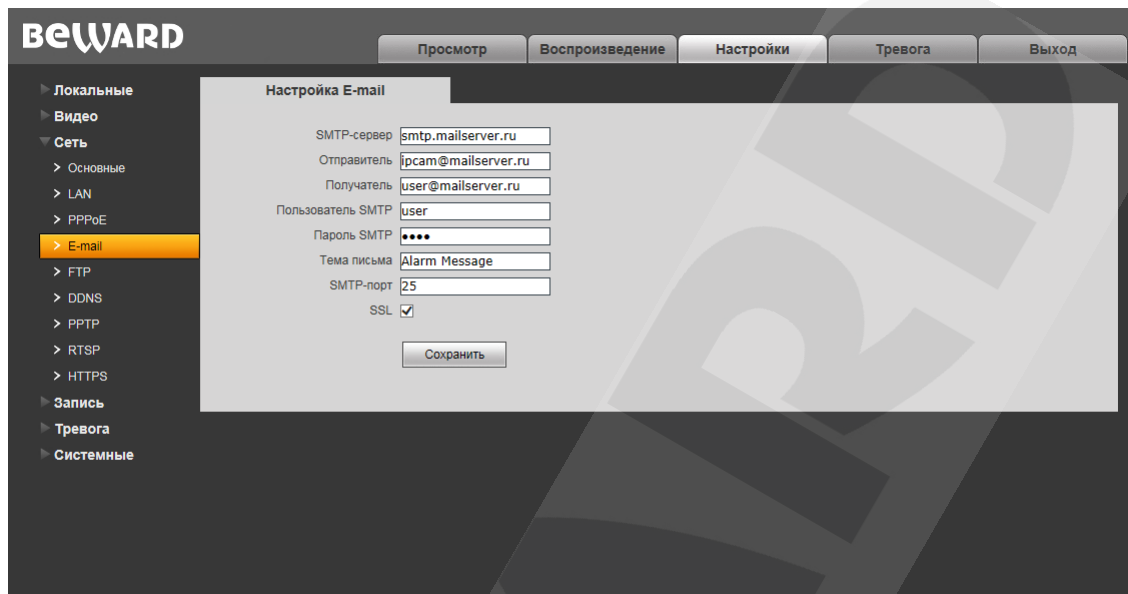 BEWARD
Просмотр
Воспроизведение
Настройки
Тревога
Выход
Локальные
Видео
Сеть
Основные
LAN
PPPoE
E-mail
FTP
DDNS
PPTP
RTSP
HTTPS
Запись
Тревога
Системные
Настройка E-mail
SMTP-сервер smtp.mailserver.ru
Отправитель ipcam@mailserver.ru
Получатель user@mailserver.ru
Пользователь SMTP user
Пароль SMTP ••••
Тема письма Alarm Message
SMTP-порт 25
SSL
Сохранить